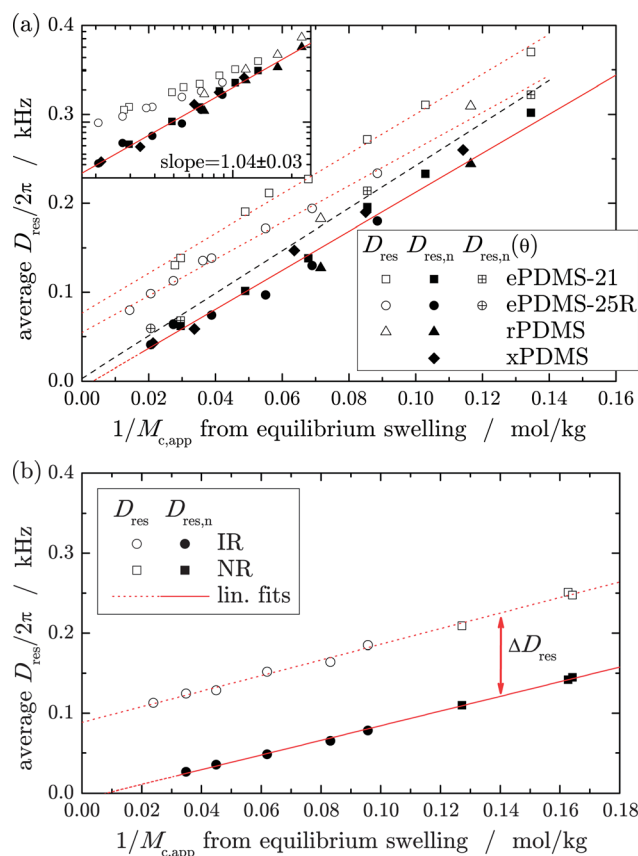 (a)
0.4
0.3
0.2
0.1
0.0
average D_res/2π / kHz
slope=1.04±0.03
D_res D_res,n D_res,n(θ)
ePDMS-21
ePDMS-25R
rPDMS
xPDMS
0.00 0.02 0.04 0.06 0.08 0.10 0.12 0.14 0.16
1/M_c,app from equilibrium swelling / mol/kg
(b)
0.4
0.3
0.2
0.1
0.0
average D_res/2π / kHz
D_res D_res,n
IR
NR
lin. fits
ΔD_res
0.00 0.02 0.04 0.06 0.08 0.10 0.12 0.14 0.16 0.18
1/M_c,app from equilibrium swelling / mol/kg